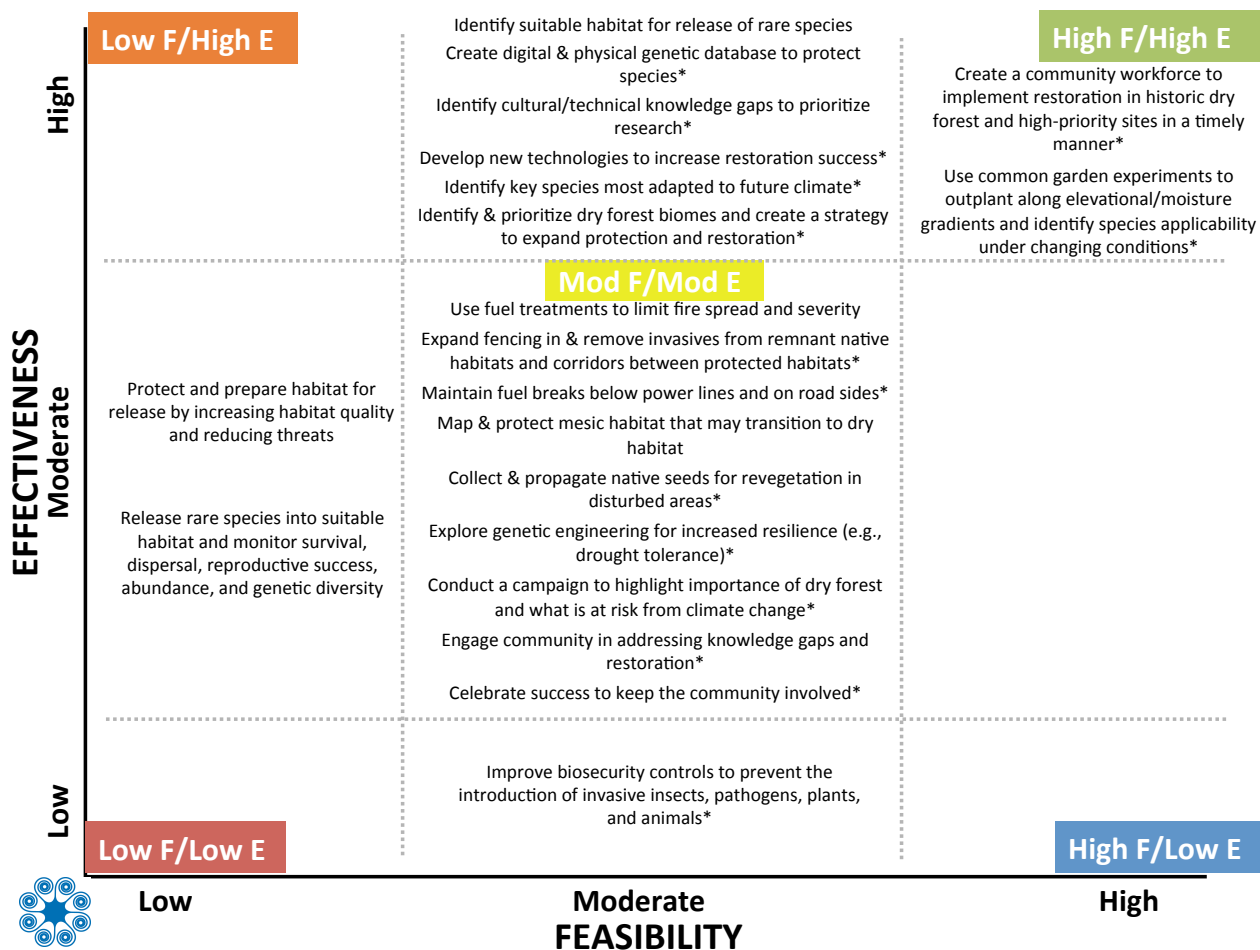 Low F/High E
High F/High E
Identify suitable habitat for release of rare species
Create digital & physical genetic database to protect
species*
Identify cultural/technical knowledge gaps to prioritize
research*
Develop new technologies to increase restoration success*
Identify key species most adapted to future climate*
Identify & prioritize dry forest biomes and create a strategy
to expand protection and restoration*
Create a community workforce to
implement restoration in historic dry
forest and high-priority sites in a timely
manner*
Use common garden experiments to
outplant along elevational/moisture
gradients and identify species applicability
under changing conditions*
High
EFFECTIVENESS
Moderate
Mod F/Mod E
Protect and prepare habitat for
release by increasing habitat quality
and reducing threats
Release rare species into suitable
habitat and monitor survival,
dispersal, reproductive success,
abundance, and genetic diversity
Use fuel treatments to limit fire spread and severity
Expand fencing in & remove invasives from remnant native
habitats and corridors between protected habitats*
Maintain fuel breaks below power lines and on road sides*
Map & protect mesic habitat that may transition to dry
habitat
Collect & propagate native seeds for revegetation in
disturbed areas*
Explore genetic engineering for increased resilience (e.g.,
drought tolerance)*
Conduct a campaign to highlight importance of dry forest
and what is at risk from climate change*
Engage community in addressing knowledge gaps and
restoration*
Celebrate success to keep the community involved*
Low
Improve biosecurity controls to prevent the
introduction of invasive insects, pathogens, plants,
and animals*
Low F/Low E
High F/Low E
Low
Moderate
High
FEASIBILITY